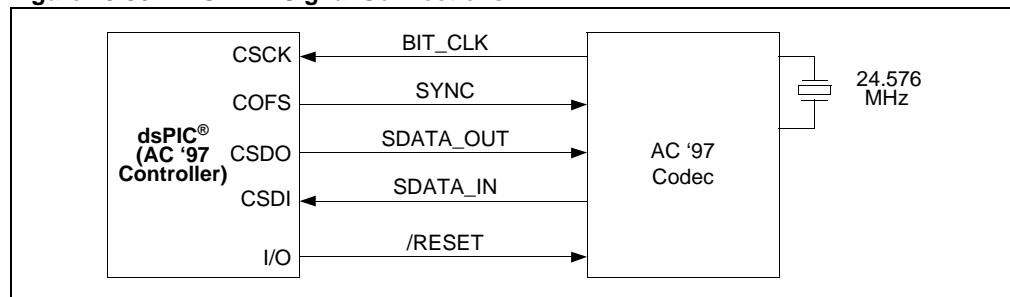 CSCK
BIT_CLK
COFS
SYNC
dsPIC®
(AC ‘97
Controller)
CSDO
SDATA_OUT
CSDI
SDATA_IN
I/O
/RESET
AC ‘97
Codec
24.576
MHz